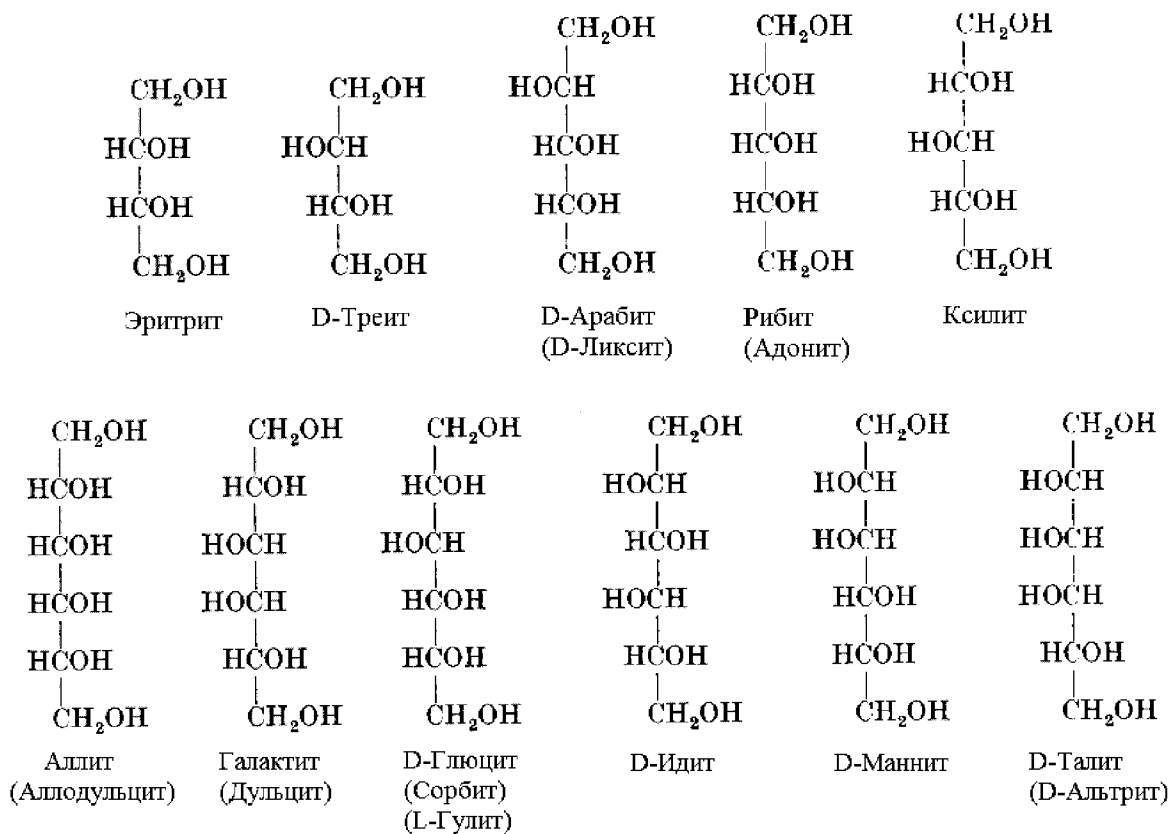 CH₂OH
HCOH
HCOH
CH₂OH
Эритрит
CH₂OH
HOCH
HCOH
CH₂OH
D-Треит
CH₂OH
HOCH
HCOH
HCOH
CH₂OH
D-Арабит
(D-Ликсит)
CH₂OH
HCOH
HCOH
HCOH
CH₂OH
Рибит
(Адонит)
CH₂OH
HCOH
HOCH
HCOH
CH₂OH
Ксилит
CH₂OH
HCOH
HCOH
HCOH
HCOH
CH₂OH
Аллит
(Аллодульцит)
CH₂OH
HCOH
HOCH
HOCH
HCOH
CH₂OH
Галактит
(Дульцит)
CH₂OH
HCOH
HOCH
HCOH
HCOH
CH₂OH
D-Глюцит
(Сорбит)
(L-Гулит)
CH₂OH
HOCH
HCOH
HOCH
HCOH
CH₂OH
D-Идит
CH₂OH
HOCH
HOCH
HCOH
HCOH
CH₂OH
D-Маннит
CH₂OH
HOCH
HOCH
HOCH
HCOH
CH₂OH
D-Талит
(D-Альтрит)